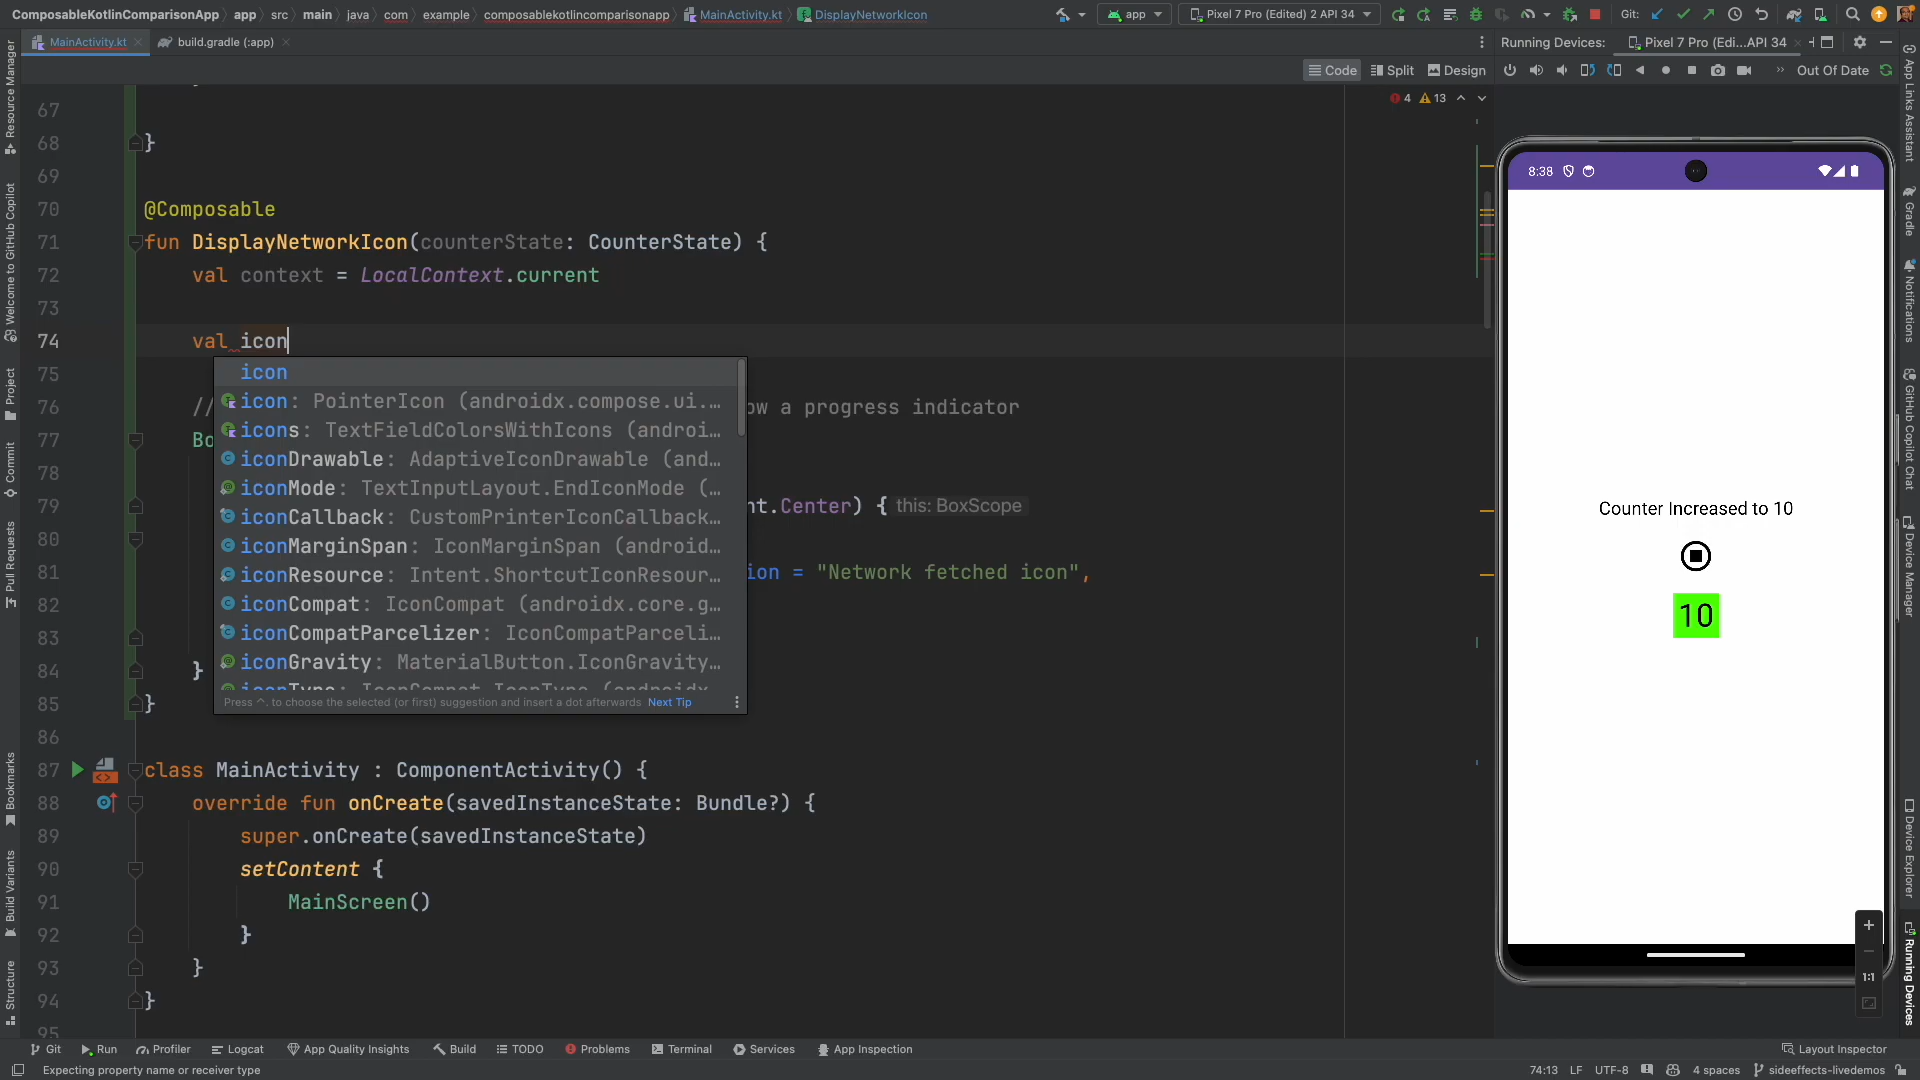 ComposableKotlinComparisonApp > app > src > main > java > com > example > composablekotlincomparisonapp > MainActivity.kt > DisplayNetworkIcon
app
Pixel 7 Pro (Edited) 2 API 34
Git:
MainActivity.kt
build.gradle (:app)
Running Devices:
Pixel 7 Pro (Edi...API 34
Code
Split
Design
Out Of Date
4
13
67
68 }
69
70 @Composable
71 fun DisplayNetworkIcon(counterState: CounterState) {
72 val context = LocalContext.current
73
74 val icon
75
76 // ow a progress indicator
77 Bo
78
79 nt.Center) { this: BoxScope
80
81 ion = "Network fetched icon",
82
83
84 }
85 }
86
87 class MainActivity : ComponentActivity() {
88 override fun onCreate(savedInstanceState: Bundle?) {
89 super.onCreate(savedInstanceState)
90 setContent {
91 MainScreen()
92 }
93 }
94 }
95
icon
icon: PointerIcon (androidx.compose.ui....
icons: TextFieldColorsWithIcons (androi...
iconDrawable: AdaptiveIconDrawable (and...
iconMode: TextInputLayout.EndIconMode (...
iconCallback: CustomPrinterIconCallback...
iconMarginSpan: IconMarginSpan (android...
iconResource: Intent.ShortcutIconResour...
iconCompat: IconCompat (androidx.core.g...
iconCompatParcelizer: IconCompatParceli...
iconGravity: MaterialButton.IconGravity...
iconType: IconCompat.IconType (androidx
Press ^. to choose the selected (or first) suggestion and insert a dot afterwards Next Tip
8:38
Counter Increased to 10
10
1:1
Resource Manager
Welcome to GitHub Copilot
Project
Commit
Pull Requests
Bookmarks
Build Variants
Structure
App Links Assistant
Gradle
Notifications
GitHub Copilot Chat
Device Manager
Device Explorer
Running Devices
Git
Run
Profiler
Logcat
App Quality Insights
Build
TODO
Problems
Terminal
Services
App Inspection
Layout Inspector
Expecting property name or receiver type
74:13
LF
UTF-8
4 spaces
sideeffects-livedemos